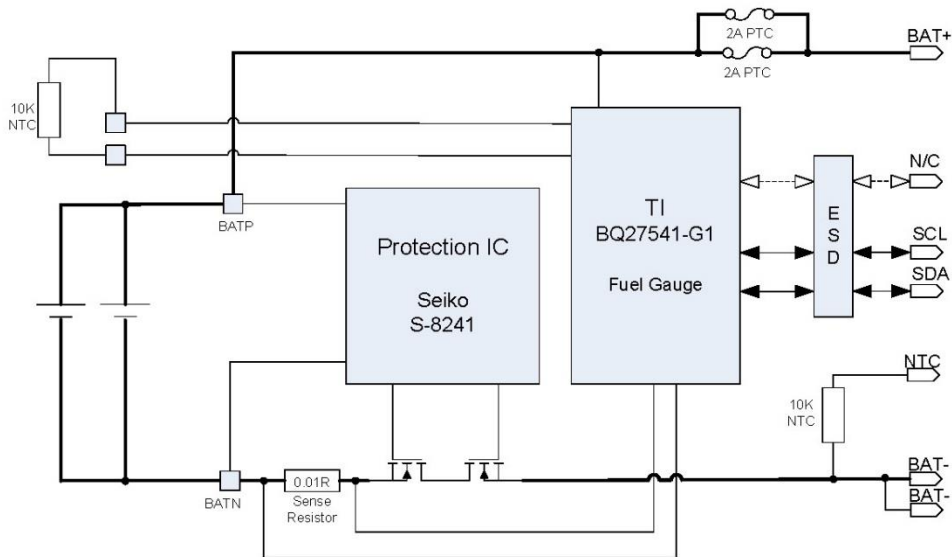 2A PTC
2A PTC
BAT+
10K
NTC
N/C
BATP
Protection IC
Seiko
S-8241
TI
BQ27541-G1
Fuel Gauge
ESD
SCL
SDA
NTC
10K
NTC
BATN
0.01R
Sense
Resistor
BAT-
BAT-